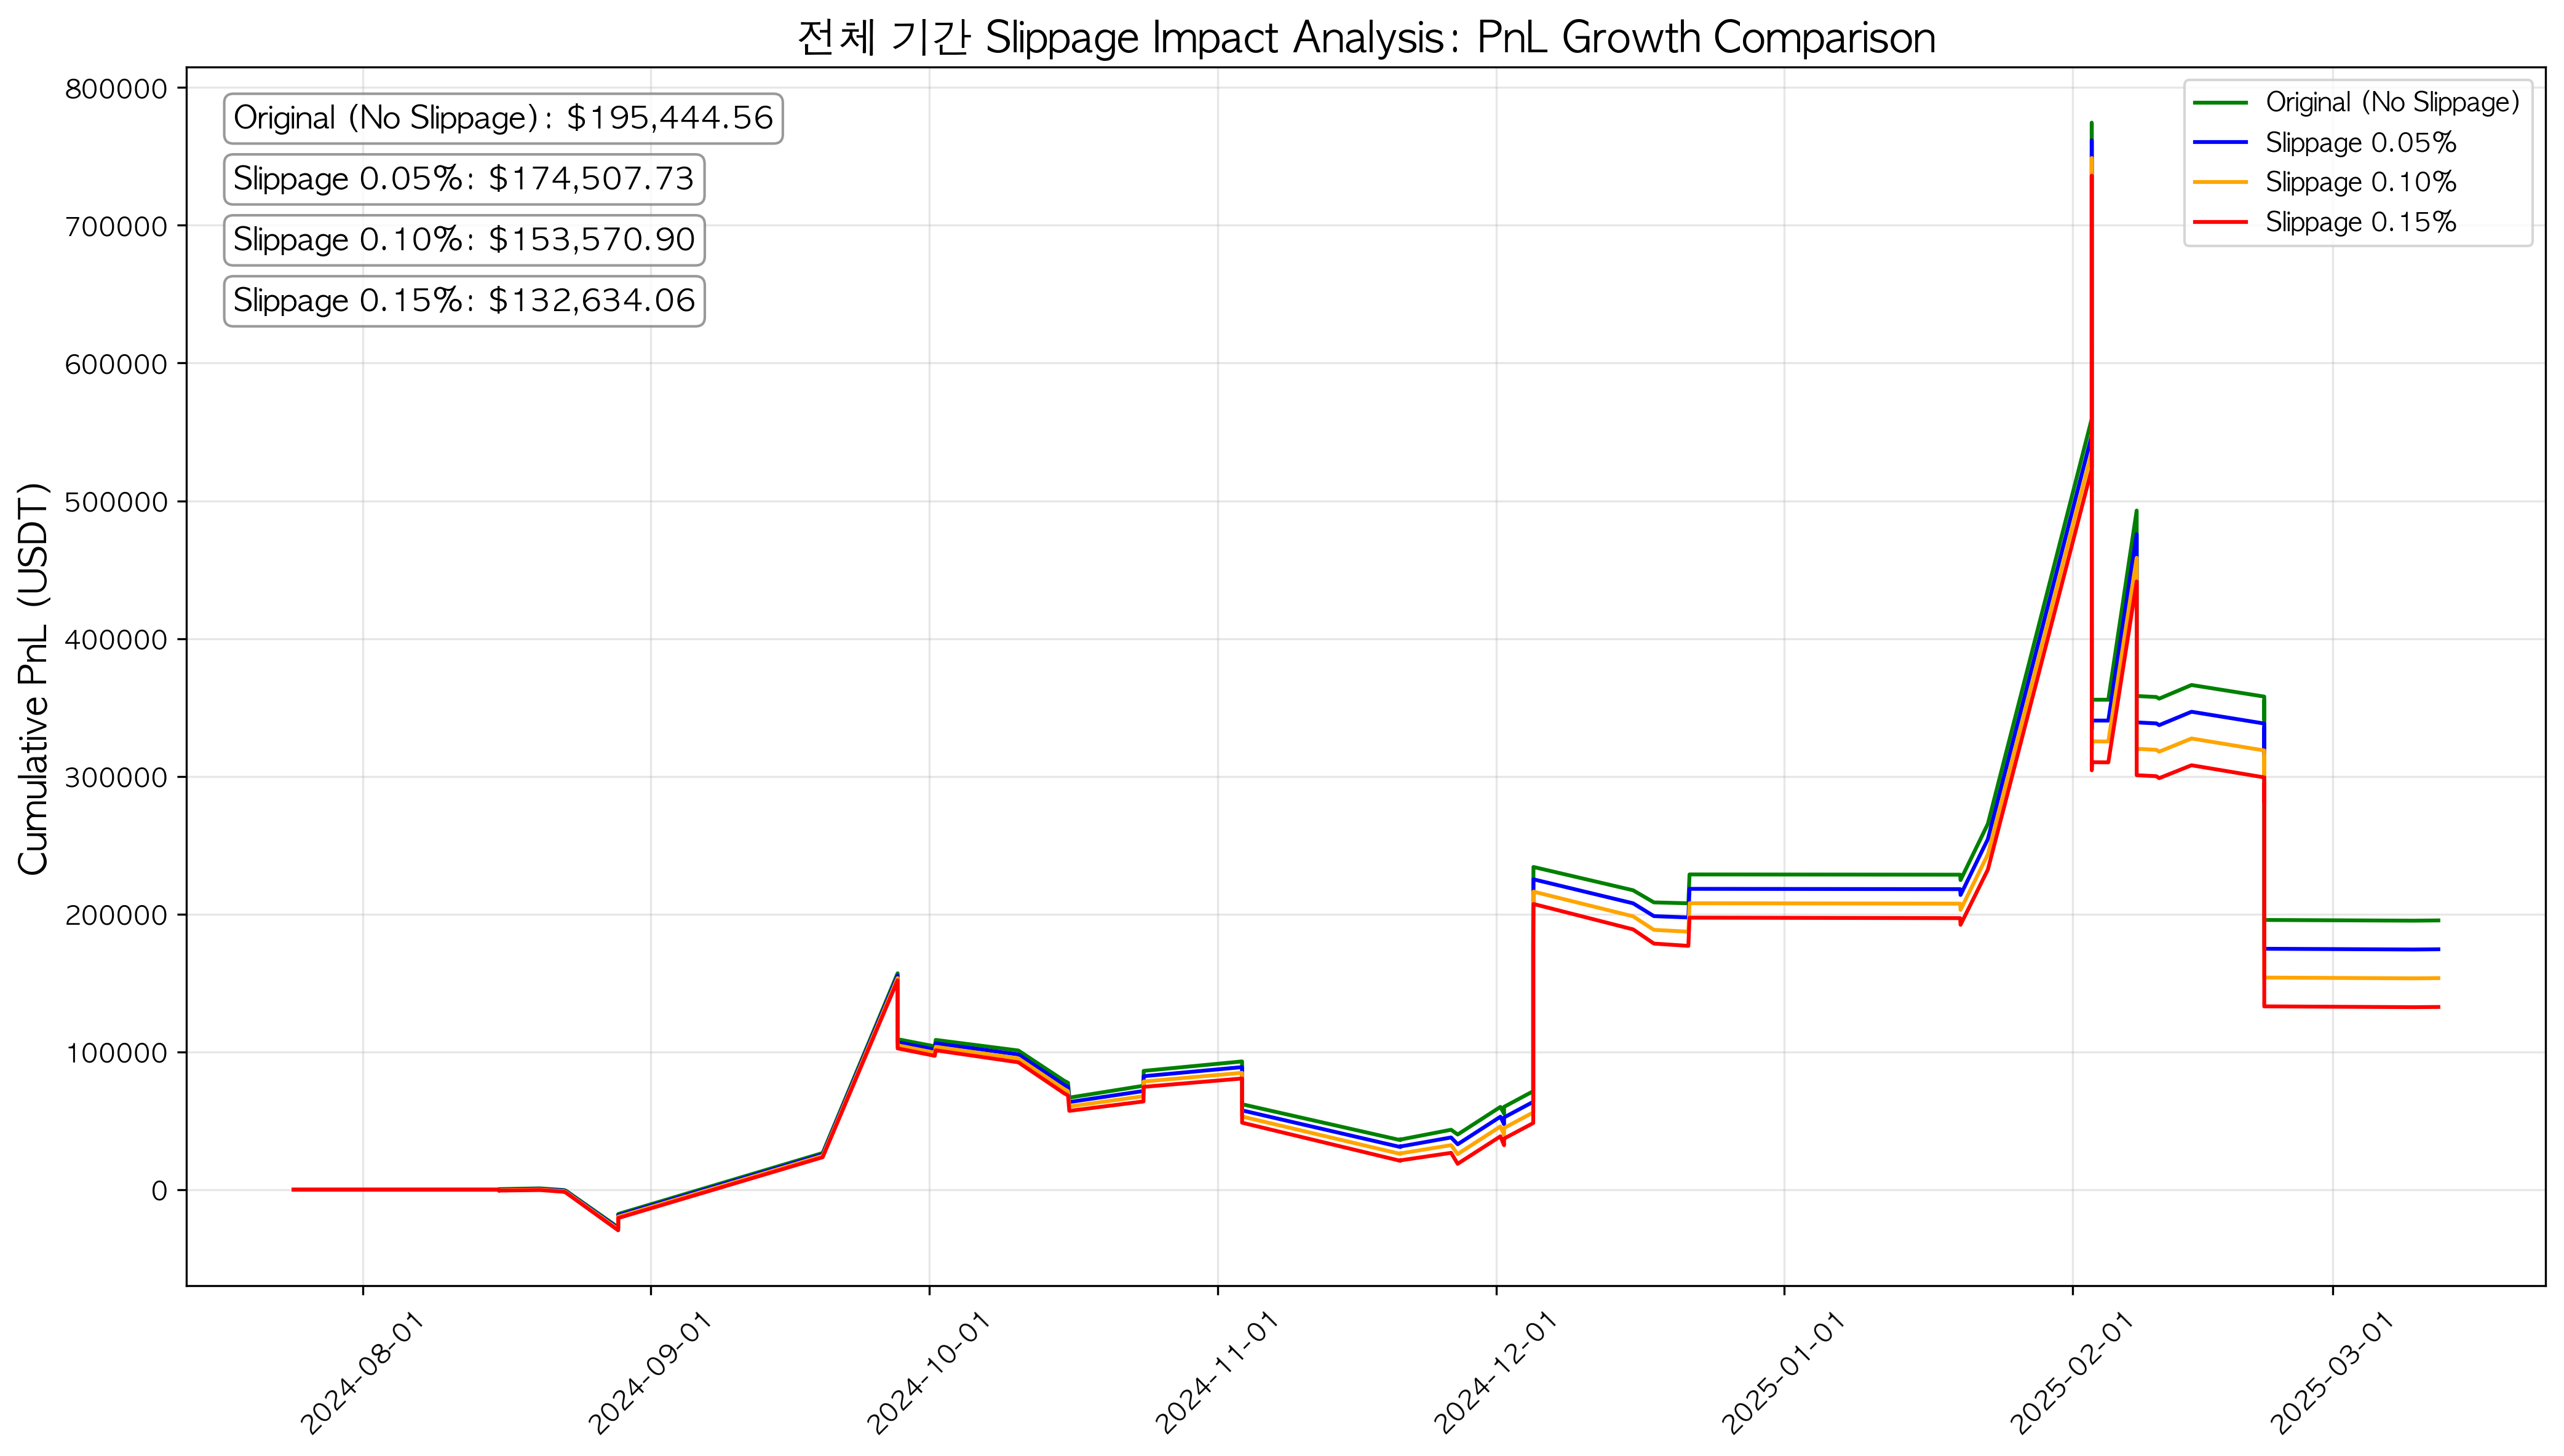 전체 기간 Slippage Impact Analysis: PnL Growth Comparison
Cumulative PnL (USDT)
800000
700000
600000
500000
400000
300000
200000
100000
0
Original (No Slippage): $195,444.56
Slippage 0.05%: $174,507.73
Slippage 0.10%: $153,570.90
Slippage 0.15%: $132,634.06
Original (No Slippage)
Slippage 0.05%
Slippage 0.10%
Slippage 0.15%
2024-08-01
2024-09-01
2024-10-01
2024-11-01
2024-12-01
2025-01-01
2025-02-01
2025-03-01